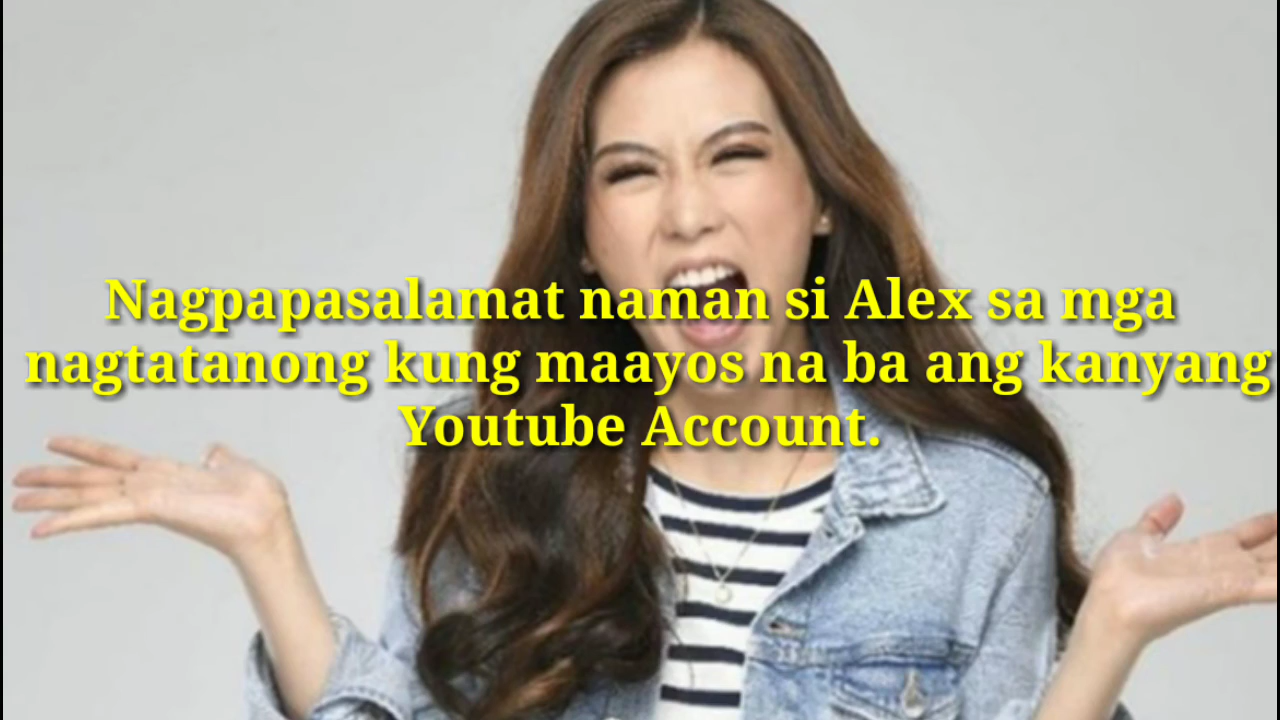 Nagpapasalamat naman si Alex sa mga
nagtatanong kung maayos na ba ang kanyang
Youtube Account.